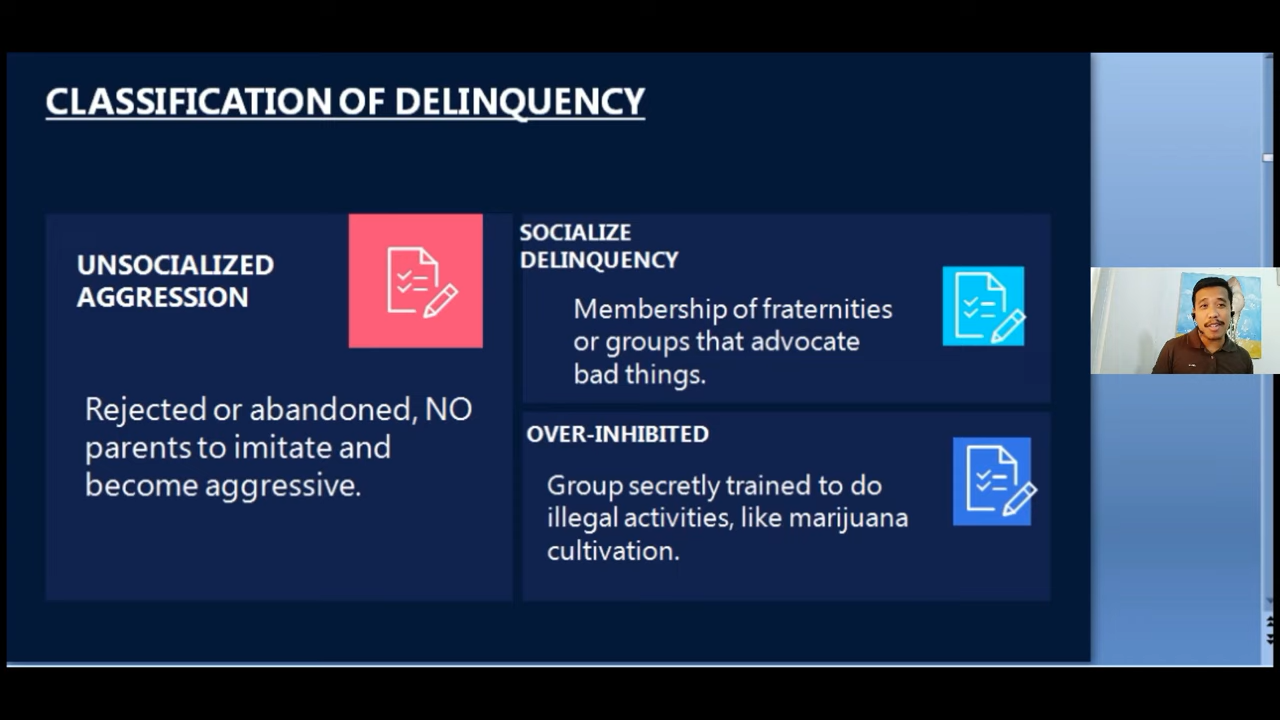 CLASSIFICATION OF DELINQUENCY
UNSOCIALIZED
AGGRESSION
Rejected or abandoned, NO
parents to imitate and
become aggressive.
SOCIALIZE
DELINQUENCY
Membership of fraternities
or groups that advocate
bad things.
OVER-INHIBITED
Group secretly trained to do
illegal activities, like marijuana
cultivation.